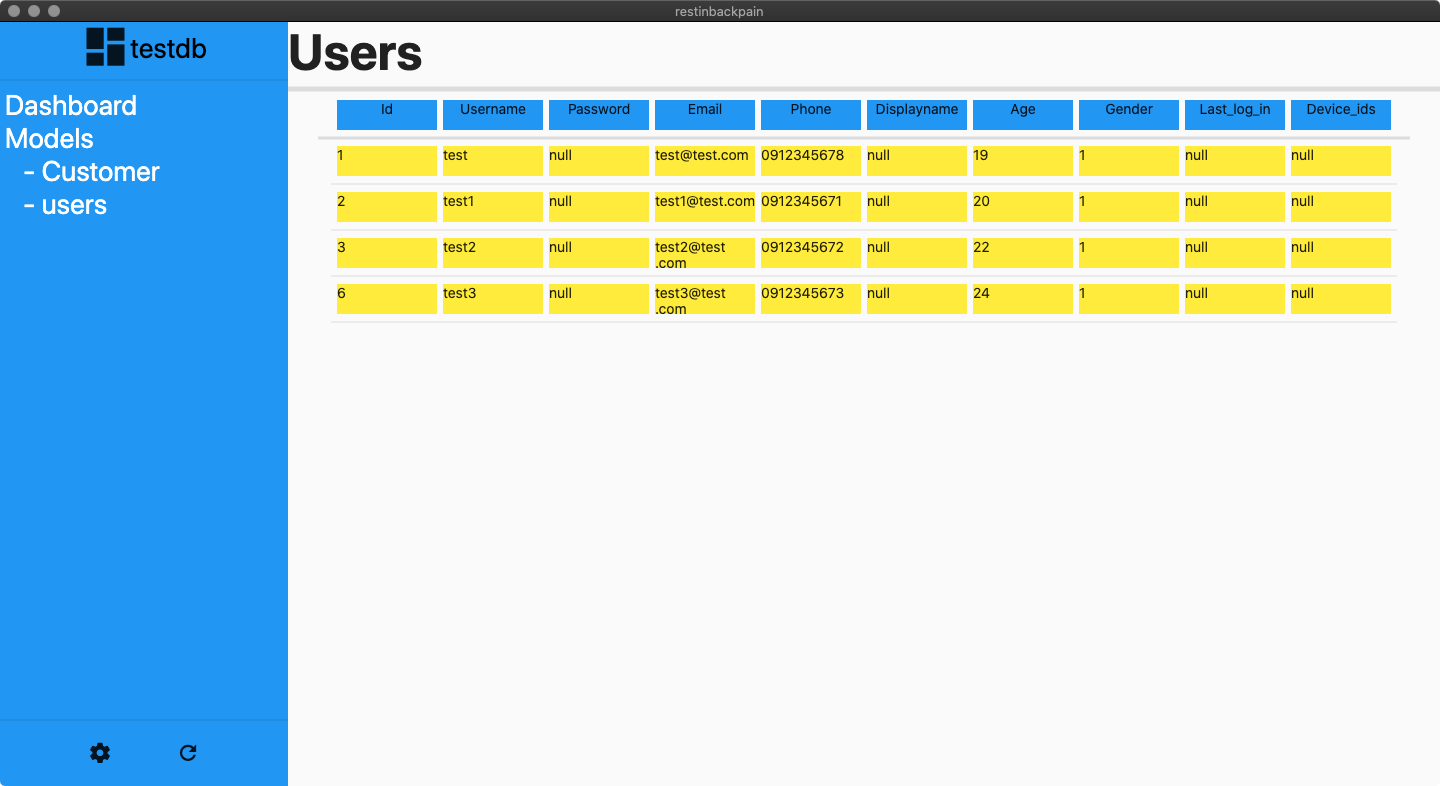 restinbackpain
testdb
Dashboard
Models
- Customer
- users
Users
Id Username Password Email Phone Displayname Age Gender Last_log_in Device_ids
1 test null test@test.com 0912345678 null 19 1 null null
2 test1 null test1@test.com 0912345671 null 20 1 null null
3 test2 null test2@test 0912345672 null 22 1 null null
.com
6 test3 null test3@test 0912345673 null 24 1 null null
.com